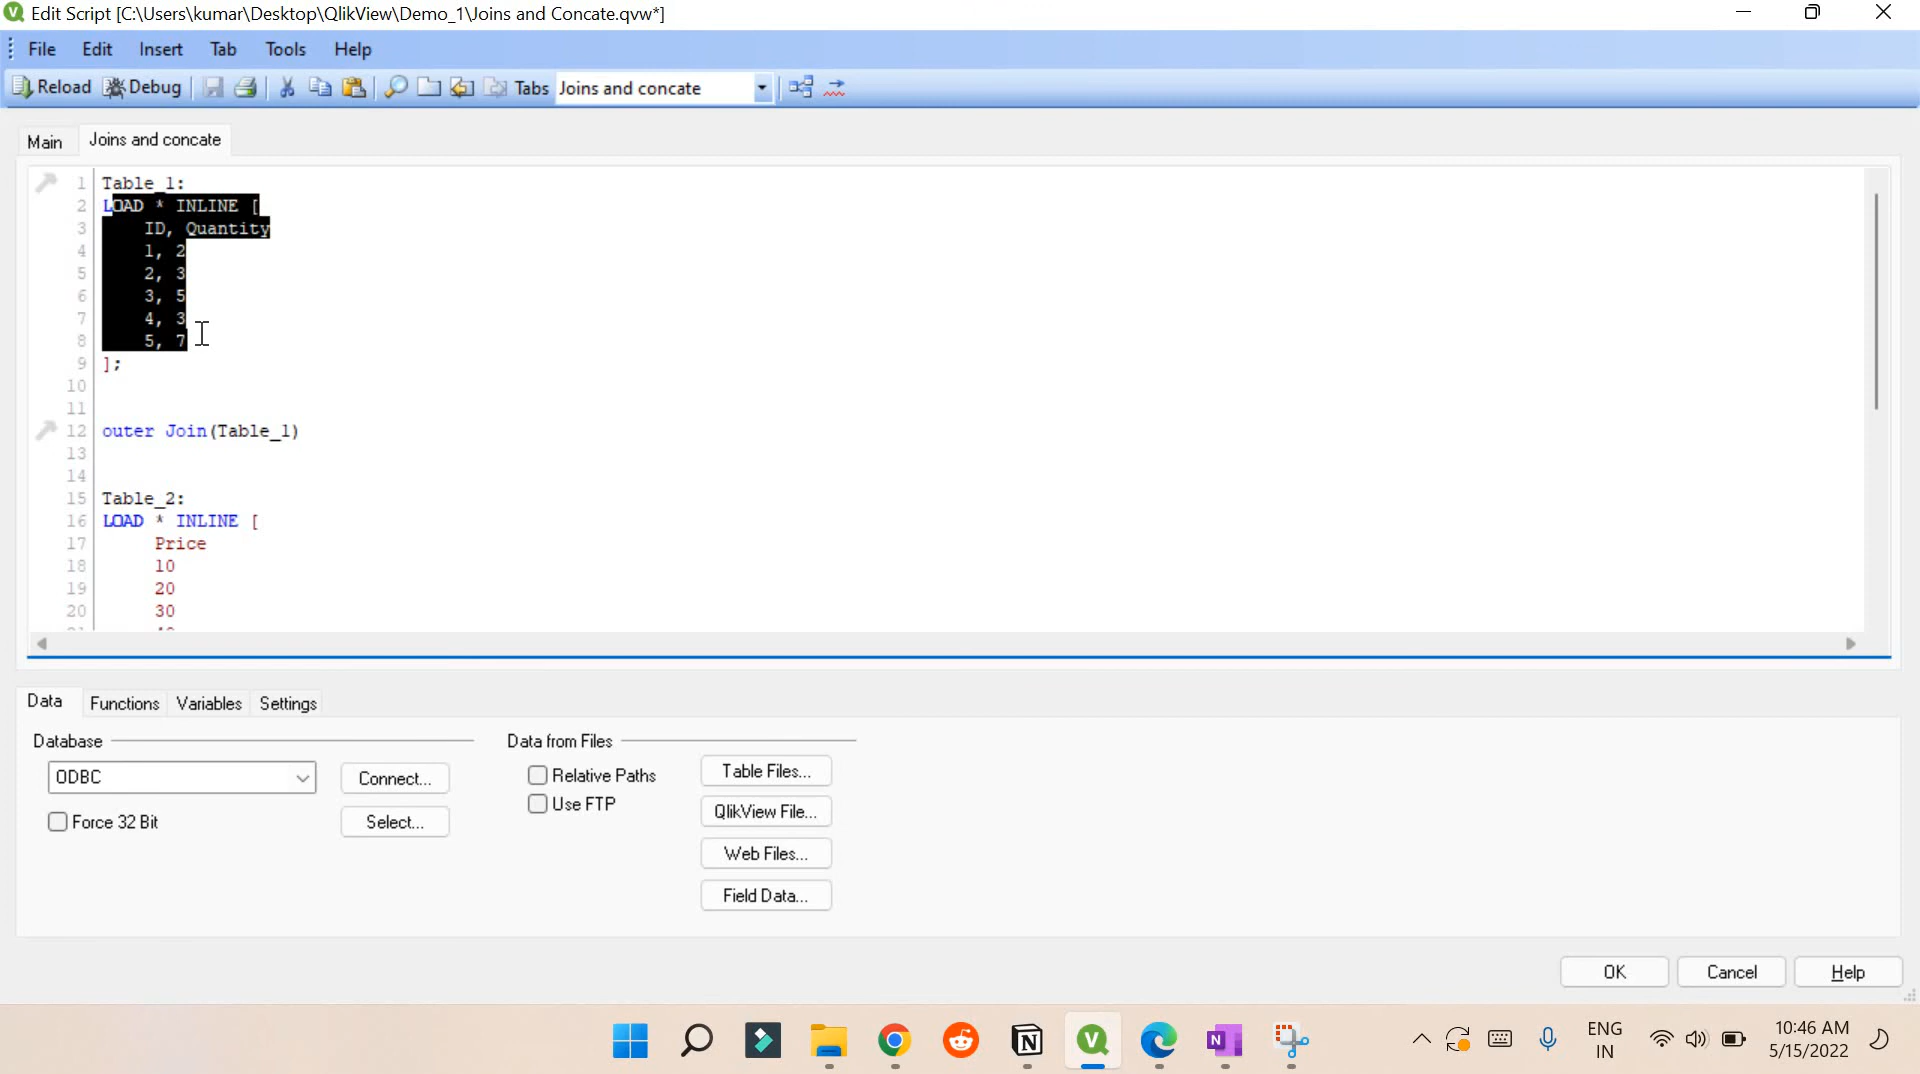 Edit Script [C:\Users\kumar\Desktop\QlikView\Demo_1\Joins and Concate.qvw*]
File Edit Insert Tab Tools Help
Reload Debug Tabs Joins and concate
Main Joins and concate
1 Table_1:
2 LOAD * INLINE [
3 ID, Quantity
4 1, 2
5 2, 3
6 3, 5
7 4, 3
8 5, 7
9 ];
10
11
12 outer Join(Table_1)
13
14
15 Table_2:
16 LOAD * INLINE [
17 Price
18 10
19 20
20 30
Data Functions Variables Settings
Database Data from Files
ODBC Connect... Relative Paths Table Files...
Use FTP QlikView File...
Force 32 Bit Select...
Web Files...
Field Data...
OK Cancel Help
ENG IN
10:46 AM
5/15/2022